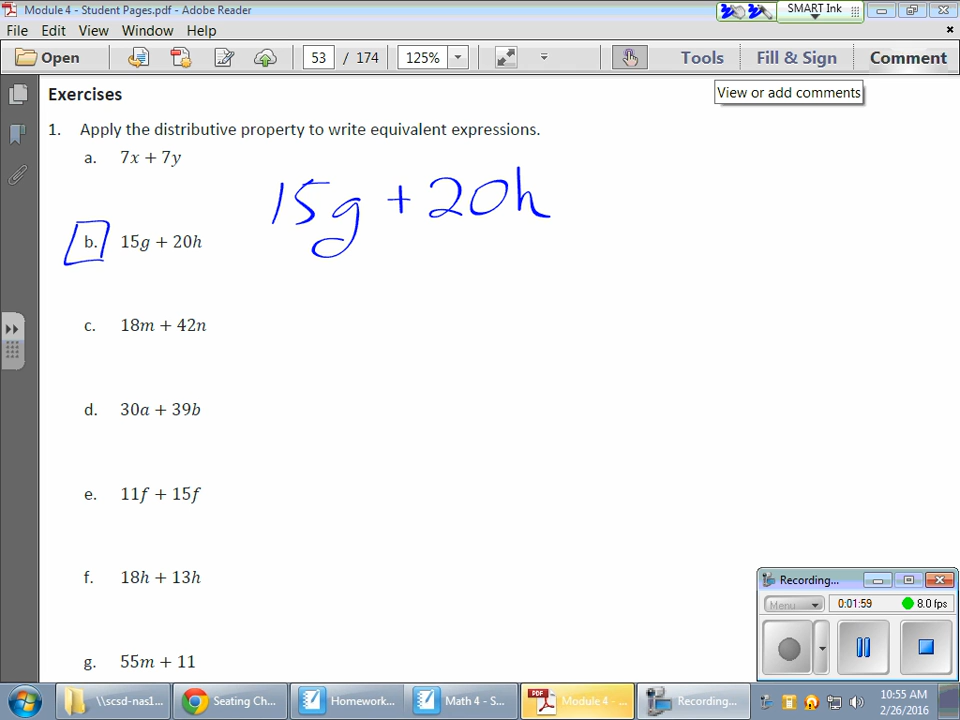 Module 4 - Student Pages.pdf - Adobe Reader
SMART Ink
File Edit View Window Help
Open 53 / 174 125% Tools Fill & Sign Comment
View or add comments
Exercises
1. Apply the distributive property to write equivalent expressions.
a. 7x + 7y
15g + 20h
b. 15g + 20h
c. 18m + 42n
d. 30a + 39b
e. 11f + 15f
f. 18h + 13h
Recording...
Menu 0:01:59 8.0 fps
g. 55m + 11
\\scsd-nas1... Seating Ch... Homework... Math 4 - S... Module 4 - ... Recording...
10:55 AM
2/26/2016